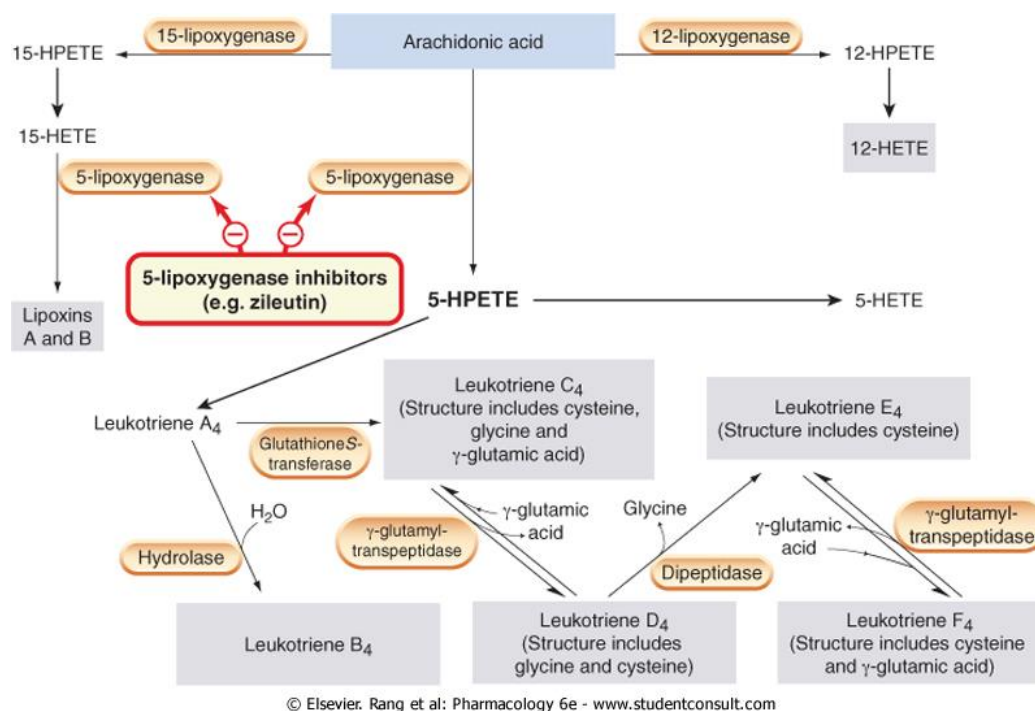 15-lipoxygenase
Arachidonic acid
12-lipoxygenase
15-HPETE
12-HPETE
15-HETE
12-HETE
5-lipoxygenase
5-lipoxygenase
5-lipoxygenase inhibitors
(e.g. zileutin)
Lipoxins
A and B
5-HPETE
5-HETE
Leukotriene A4
Glutathione S-
transferase
Leukotriene C4
(Structure includes cysteine,
glycine and
γ-glutamic acid)
Leukotriene E4
(Structure includes cysteine)
H2O
Hydrolase
γ-glutamyl-
transpeptidase
γ-glutamic
acid
Glycine
Dipeptidase
γ-glutamic
acid
γ-glutamyl-
transpeptidase
Leukotriene B4
Leukotriene D4
(Structure includes
glycine and cysteine)
Leukotriene F4
(Structure includes cysteine
and γ-glutamic acid)
© Elsevier. Rang et al: Pharmacology 6e - www.studentconsult.com